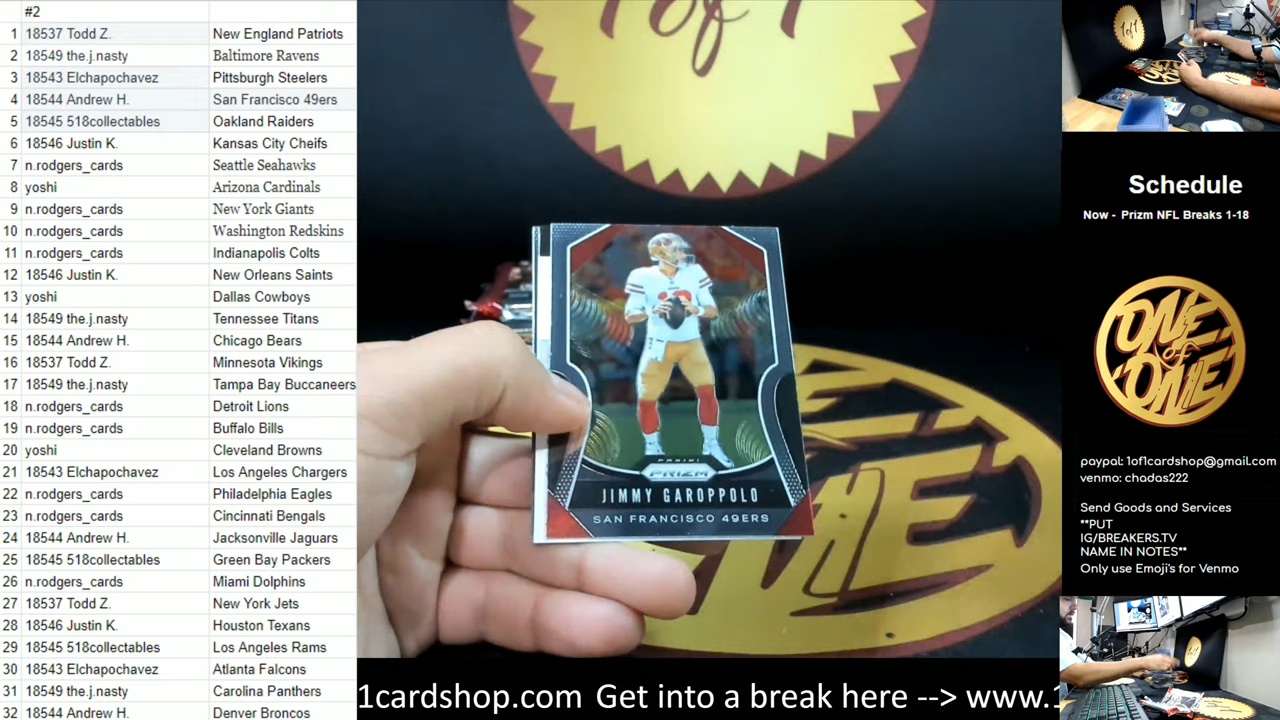 #2
1 18537 Todd Z. New England Patriots
2 18549 the.j.nasty Baltimore Ravens
3 18543 Elchapochavez Pittsburgh Steelers
4 18544 Andrew H. San Francisco 49ers
5 18545 518collectables Oakland Raiders
6 18546 Justin K. Kansas City Cheifs
7 n.rodgers_cards Seattle Seahawks
8 yoshi Arizona Cardinals
9 n.rodgers_cards New York Giants
10 n.rodgers_cards Washington Redskins
11 n.rodgers_cards Indianapolis Colts
12 18546 Justin K. New Orleans Saints
13 yoshi Dallas Cowboys
14 18549 the.j.nasty Tennessee Titans
15 18544 Andrew H. Chicago Bears
16 18537 Todd Z. Minnesota Vikings
17 18549 the.j.nasty Tampa Bay Buccaneers
18 n.rodgers_cards Detroit Lions
19 n.rodgers_cards Buffalo Bills
20 yoshi Cleveland Browns
21 18543 Elchapochavez Los Angeles Chargers
22 n.rodgers_cards Philadelphia Eagles
23 n.rodgers_cards Cincinnati Bengals
24 18544 Andrew H. Jacksonville Jaguars
25 18545 518collectables Green Bay Packers
26 n.rodgers_cards Miami Dolphins
27 18537 Todd Z. New York Jets
28 18546 Justin K. Houston Texans
29 18545 518collectables Los Angeles Rams
30 18543 Elchapochavez Atlanta Falcons
31 18549 the.j.nasty Carolina Panthers
32 18544 Andrew H. Denver Broncos
1 of 1
PANINI
PRIZM
JIMMY GAROPPOLO
SAN FRANCISCO 49ERS
1cardshop.com Get into a break here --> www.1
1 of 1
Schedule
Now - Prizm NFL Breaks 1-18
ONE
of
ONE
paypal: 1of1cardshop@gmail.com
venmo: chadas222
Send Goods and Services
**PUT
IG/BREAKERS.TV
NAME IN NOTES**
Only use Emoji's for Venmo